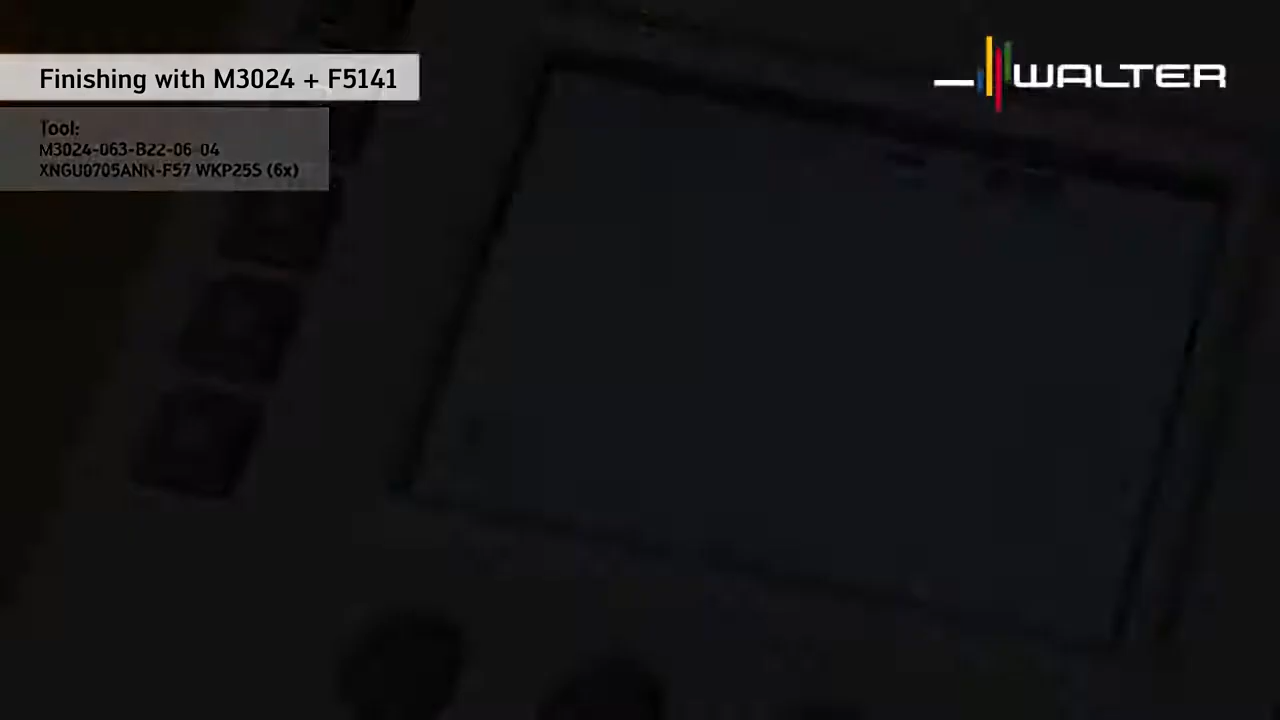 Finishing with M3024 + F5141
WALTER
Tool:
M3024-063-B22-06-04
XNGU0705ANN-F57 WKP25S (6x)